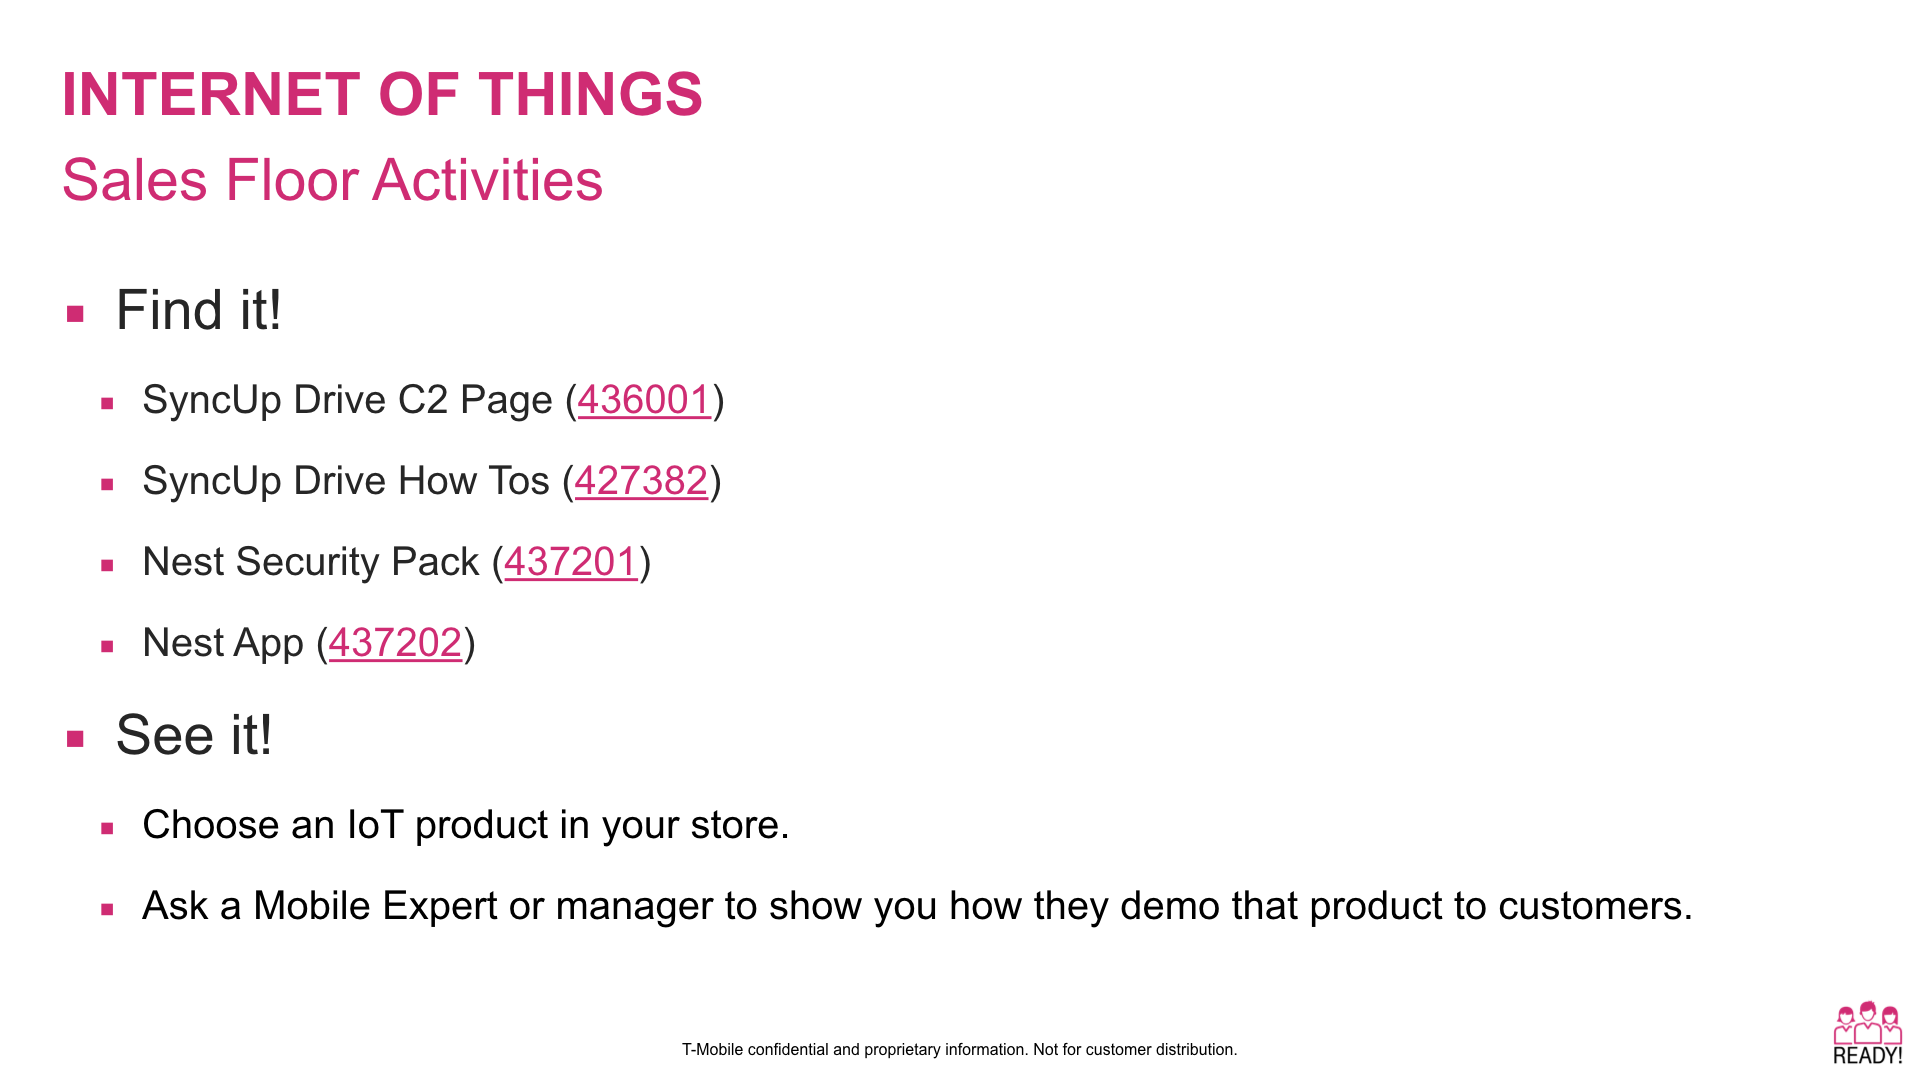 INTERNET OF THINGS
Sales Floor Activities
Find it!
SyncUp Drive C2 Page (436001)
SyncUp Drive How Tos (427382)
Nest Security Pack (437201)
Nest App (437202)
See it!
Choose an IoT product in your store.
Ask a Mobile Expert or manager to show you how they demo that product to customers.
T-Mobile confidential and proprietary information. Not for customer distribution.
READY!